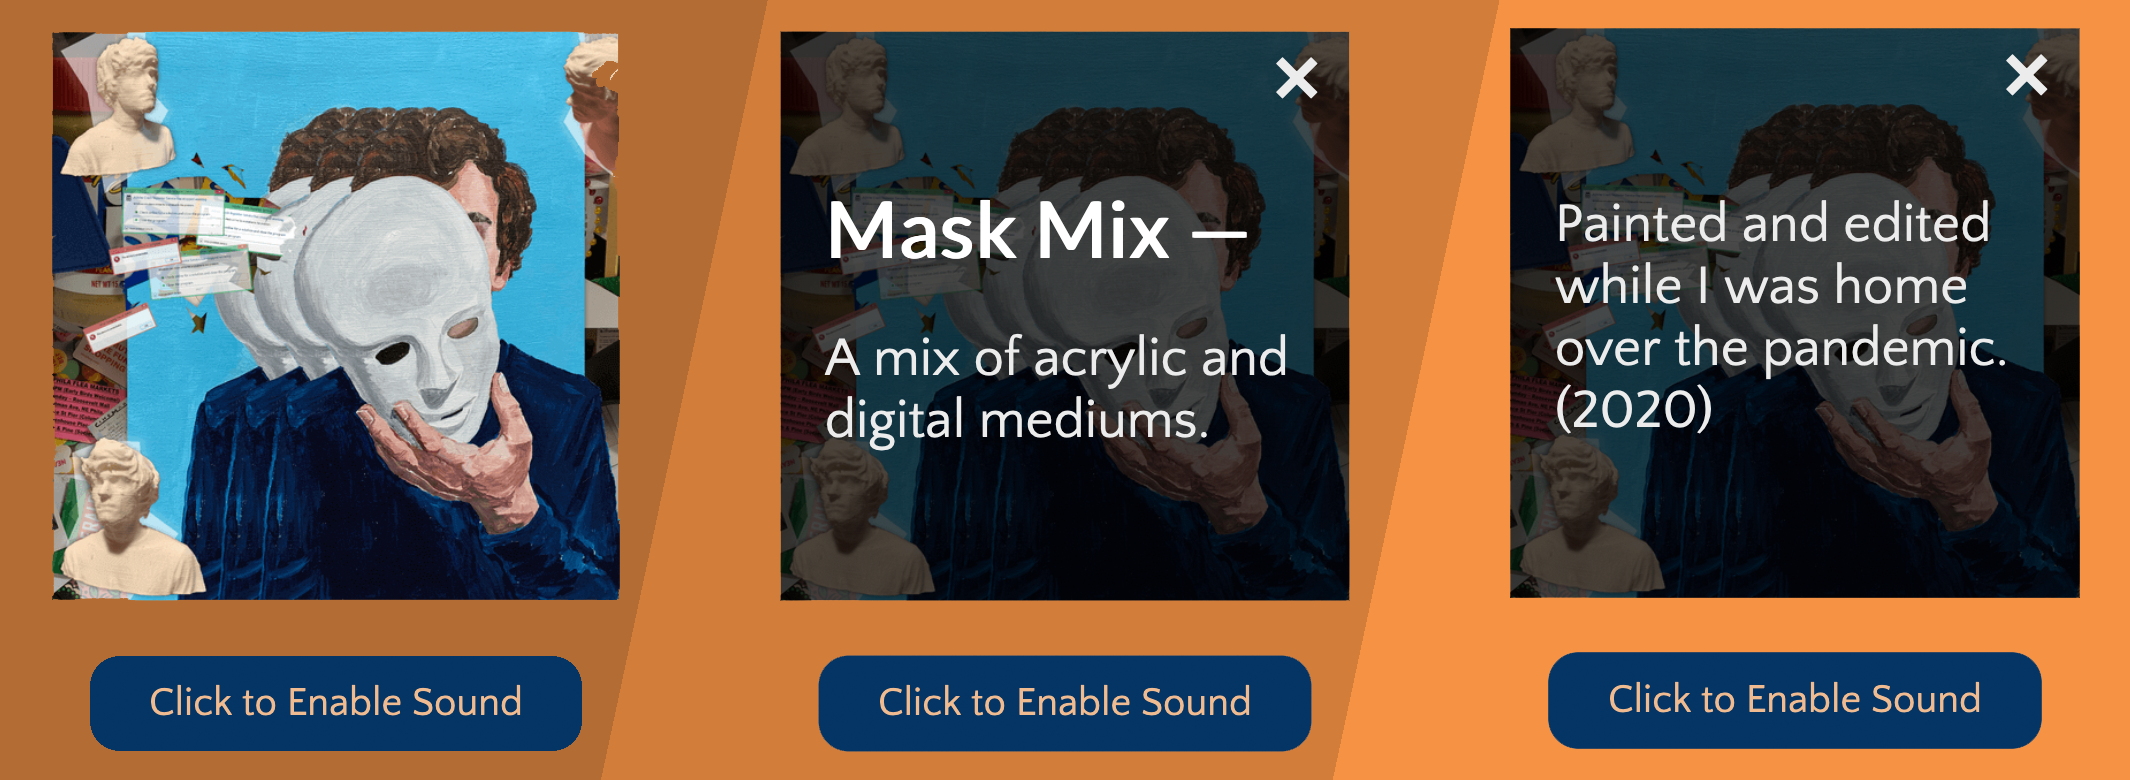 Click to Enable Sound
Mask Mix —
A mix of acrylic and
digital mediums.
Click to Enable Sound
Painted and edited
while I was home
over the pandemic.
(2020)
Click to Enable Sound